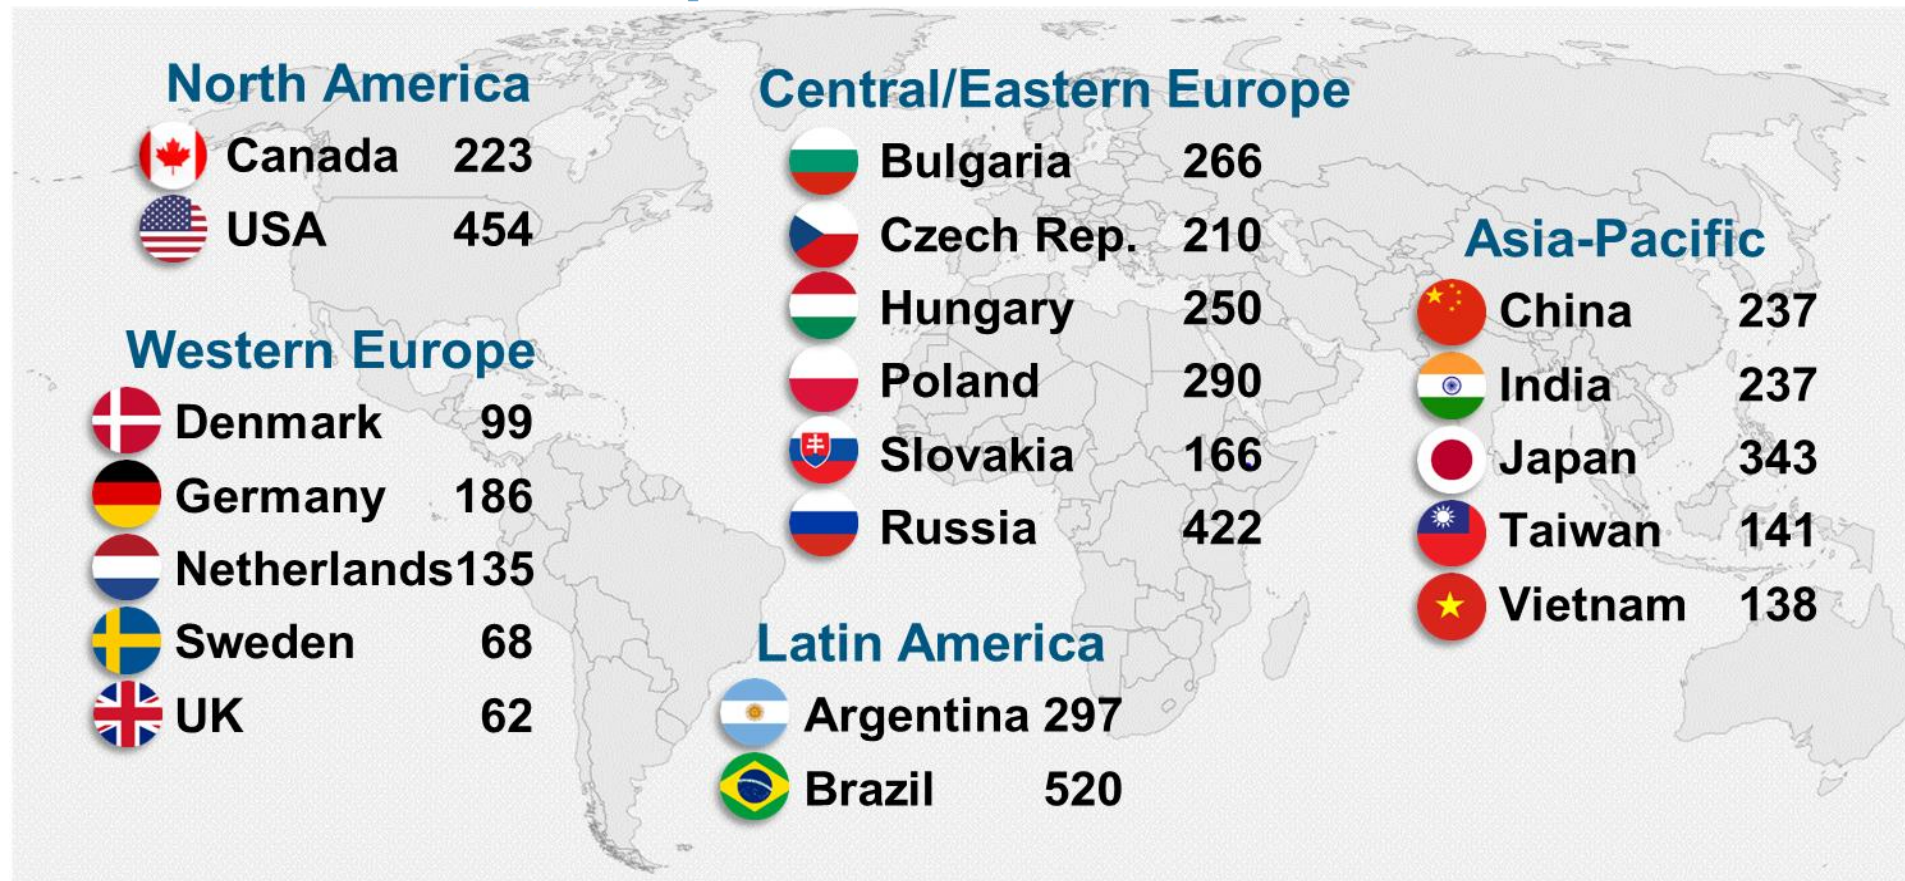 North America
Canada 223
USA 454
Western Europe
Denmark 99
Germany 186
Netherlands 135
Sweden 68
UK 62
Central/Eastern Europe
Bulgaria 266
Czech Rep. 210
Hungary 250
Poland 290
Slovakia 166
Russia 422
Latin America
Argentina 297
Brazil 520
Asia-Pacific
China 237
India 237
Japan 343
Taiwan 141
Vietnam 138